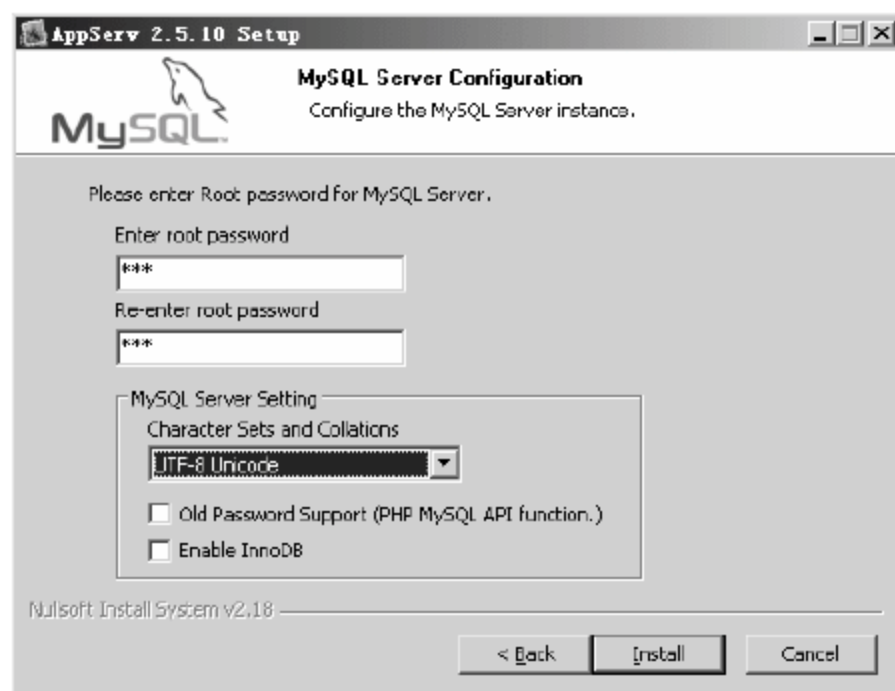 AppServ 2.5.10 Setup
MySQL Server Configuration
Configure the MySQL Server instance.
MySQL
Please enter Root password for MySQL Server.
Enter root password
***
Re-enter root password
***
MySQL Server Setting
Character Sets and Collations
UTF-8 Unicode
Old Password Support (PHP MySQL API function.)
Enable InnoDB
Nullsoft Install System v2.18
< Back
Install
Cancel